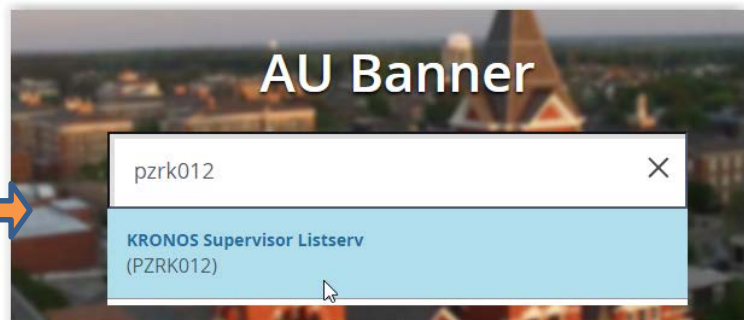 AU Banner
pzrk012
KRONOS Supervisor Listserv
(PZRK012)